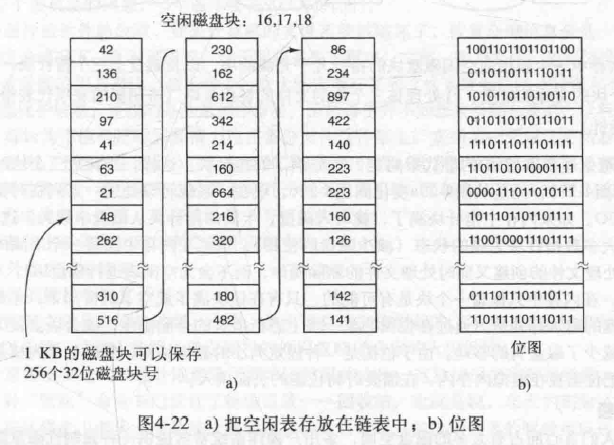 空闲磁盘块：16,17,18
42 230 86 1001101101101100
136 162 234 0110110111110111
210 612 897 1010110110110110
97 342 422 0110110110111011
41 214 140 1110111011101111
63 160 223 1101101010001111
21 664 223 0000111011010111
48 216 160 1011101101101111
262 320 126 1100100011101111
310 180 142 0111011101110111
516 482 141 1101111101110111
KB的磁盘块可以保存
256个32位磁盘块号
位图
a) b)
图4-22 a) 把空闲表存放在链表中；b) 位图